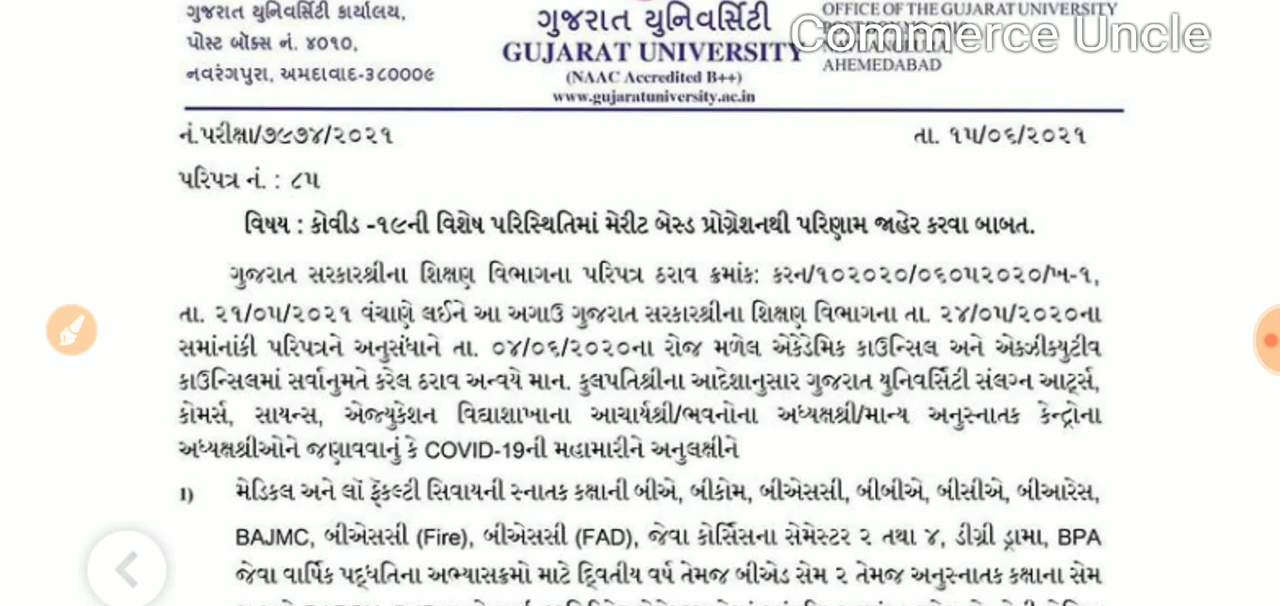 ગુજરાત યુનિવર્સિટી કાર્યાલય,
પોસ્ટ બૉક્સ નં. ૪૦૧૦,
નવરંગપુરા, અમદાવાદ-૩૮૦૦૦૯
ગુજરાત યુનિવર્સિટી
GUJARAT UNIVERSITY
(NAAC Accredited B++)
www.gujaratuniversity.ac.in
OFFICE OF THE GUJARAT UNIVERSITY
AHEMEDABAD
Commerce Uncle
નં.પરીક્ષા/૭૯૭૪/૨૦૨૧
તા. ૧૫/૦૬/૨૦૨૧
પરિપત્ર નં. : ૮૫
વિષય : કોવીડ -૧૯ની વિશેષ પરિસ્થિતિમાં મેરીટ બેસ્ડ પ્રોગ્રેશનથી પરિણામ જાહેર કરવા બાબત.
ગુજરાત સરકારશ્રીના શિક્ષણ વિભાગના પરિપત્ર ઠરાવ ક્રમાંક: કરન/૧૦૨૦૨૦/૦૬૦૫૨૦૨૦/ખ-૧,
તા. ૨૧/૦૫/૨૦૨૧ વંચાણે લઈને આ અગાઉ ગુજરાત સરકારશ્રીના શિક્ષણ વિભાગના તા. ૨૪/૦૫/૨૦૨૦ના
સમાંનાંકી પરિપત્રને અનુસંધાને તા. ૦૪/૦૬/૨૦૨૦ના રોજ મળેલ એકેડેમિક કાઉન્સિલ અને એક્ઝીક્યુટીવ
કાઉન્સિલમાં સર્વાનુમતે કરેલ ઠરાવ અન્વયે માન. કુલપતિશ્રીના આદેશાનુસાર ગુજરાત યુનિવર્સિટી સંલગ્ન આર્ટ્સ,
કોમર્સ, સાયન્સ, એજ્યુકેશન વિદ્યાશાખાના આચાર્યશ્રી/ભવનોના અધ્યક્ષશ્રી/માન્ય અનુસ્નાતક કેન્દ્રોના
અધ્યક્ષશ્રીઓને જણાવવાનું કે COVID-19ની મહામારીને અનુલક્ષીને
1) મેડિકલ અને લૉ ફેંકલ્ટી સિવાયની સ્નાતક કક્ષાની બીએ, બીકોમ, બીએસસી, બીબીએ, બીસીએ, બીઆરેસ,
BAJMC, બીએસસી (Fire), બીએસસી (FAD), જેવા કોર્સિસના સેમેસ્ટર ૨ તથા ૪, ડીગ્રી ડ્રામા, BPA
જેવા વાર્ષિક પદ્ધતિના અભ્યાસક્રમો માટે દ્વિતીય વર્ષ તેમજ બીએડ સેમ ૨ તેમજ અનુસ્નાતક કક્ષાના સેમ